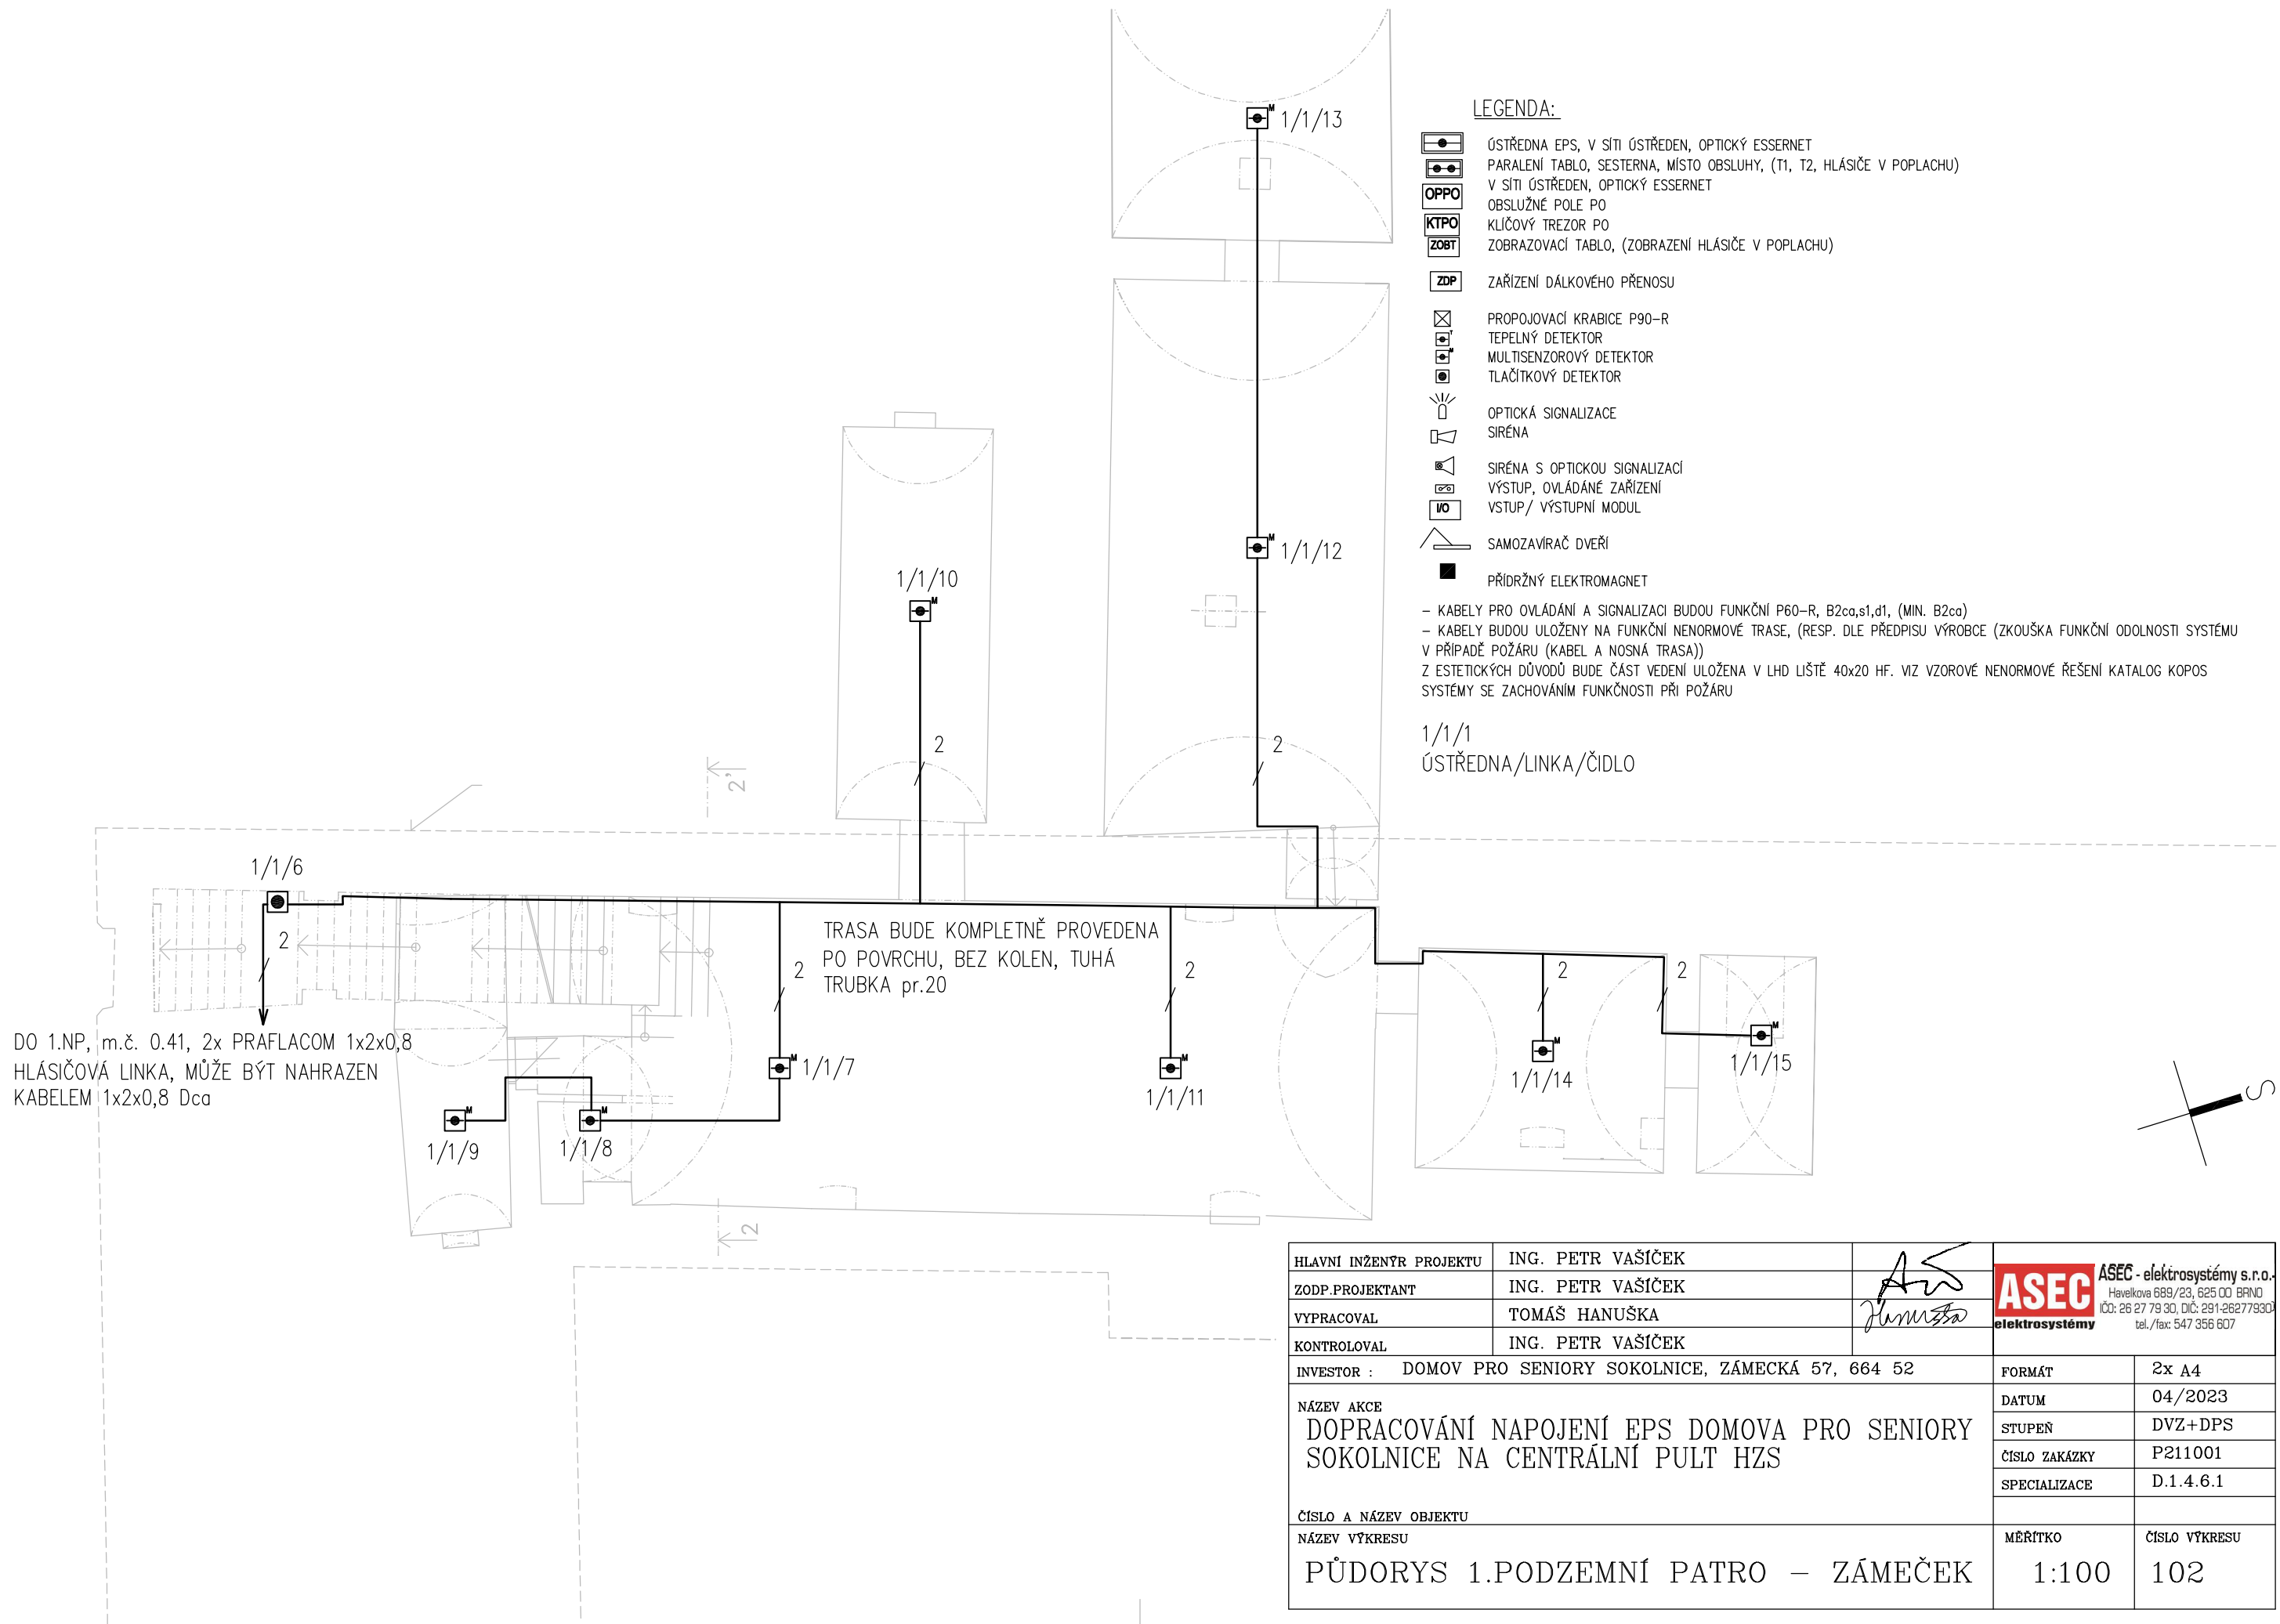 1/1/13
LEGENDA:
ÚSTŘEDNA EPS, V SÍTI ÚSTŘEDEN, OPTICKÝ ESSERNET
PARALENÍ TABLO, SESTERNA, MÍSTO OBSLUHY, (T1, T2, HLÁSIČE V POPLACHU)
V SÍTI ÚSTŘEDEN, OPTICKÝ ESSERNET
OPPO
OBSLUŽNÉ POLE PO
KTPO
KLÍČOVÝ TREZOR PO
ZOBT
ZOBRAZOVACÍ TABLO, (ZOBRAZENÍ HLÁSIČE V POPLACHU)
ZDP
ZAŘÍZENÍ DÁLKOVÉHO PŘENOSU
PROPOJOVACÍ KRABICE P90-R
T
TEPELNÝ DETEKTOR
M
MULTISENZOROVÝ DETEKTOR
TLAČÍTKOVÝ DETEKTOR
OPTICKÁ SIGNALIZACE
SIRÉNA
SIRÉNA S OPTICKOU SIGNALIZACÍ
VÝSTUP, OVLÁDÁNÉ ZAŘÍZENÍ
I/O
VSTUP/ VÝSTUPNÍ MODUL
SAMOZAVÍRAČ DVEŘÍ
PŘÍDRŽNÝ ELEKTROMAGNET
- KABELY PRO OVLÁDÁNÍ A SIGNALIZACI BUDOU FUNKČNÍ P60-R, B2ca,s1,d1, (MIN. B2ca)
- KABELY BUDOU ULOŽENY NA FUNKČNÍ NENORMOVÉ TRASE, (RESP. DLE PŘEDPISU VÝROBCE (ZKOUŠKA FUNKČNÍ ODOLNOSTI SYSTÉMU
V PŘÍPADĚ POŽÁRU (KABEL A NOSNÁ TRASA))
Z ESTETICKÝCH DŮVODŮ BUDE ČÁST VEDENÍ ULOŽENA V LHD LIŠTĚ 40x20 HF. VIZ VZOROVÉ NENORMOVÉ ŘEŠENÍ KATALOG KOPOS
SYSTÉMY SE ZACHOVÁNÍM FUNKČNOSTI PŘI POŽÁRU
1/1/1
ÚSTŘEDNA/LINKA/ČIDLO
M
1/1/12
M
1/1/10
M
2
2
2'
1/1/6
2
TRASA BUDE KOMPLETNĚ PROVEDENA
PO POVRCHU, BEZ KOLEN, TUHÁ
TRUBKA pr.20
2
2
2
2
DO 1.NP, m.č. 0.41, 2x PRAFLACOM 1x2x0,8
HLÁSIČOVÁ LINKA, MŮŽE BÝT NAHRAZEN
KABELEM 1x2x0,8 Dca
M
1/1/7
M
1/1/11
M
1/1/14
M
1/1/15
M
1/1/9
M
1/1/8
S
2
HLAVNÍ INŽENÝR PROJEKTU
ING. PETR VAŠÍČEK
ZODP.PROJEKTANT
ING. PETR VAŠÍČEK
VYPRACOVAL
TOMÁŠ HANUŠKA
KONTROLOVAL
ING. PETR VAŠÍČEK
Hanuška
ASEC
elektrosystémy
ASEC - elektrosystémy s.r.o.
Havelkova 689/23, 625 00 BRNO
IČO: 26 27 79 30, DIČ: 291-26277930
tel./fax: 547 356 607
INVESTOR : DOMOV PRO SENIORY SOKOLNICE, ZÁMECKÁ 57, 664 52
FORMÁT
2x A4
DATUM
04/2023
STUPEŇ
DVZ+DPS
ČÍSLO ZAKÁZKY
P211001
SPECIALIZACE
D.1.4.6.1
NÁZEV AKCE
DOPRACOVÁNÍ NAPOJENÍ EPS DOMOVA PRO SENIORY
SOKOLNICE NA CENTRÁLNÍ PULT HZS
ČÍSLO A NÁZEV OBJEKTU
NÁZEV VÝKRESU
PŮDORYS 1.PODZEMNÍ PATRO - ZÁMEČEK
MĚŘÍTKO
1:100
ČÍSLO VÝKRESU
102